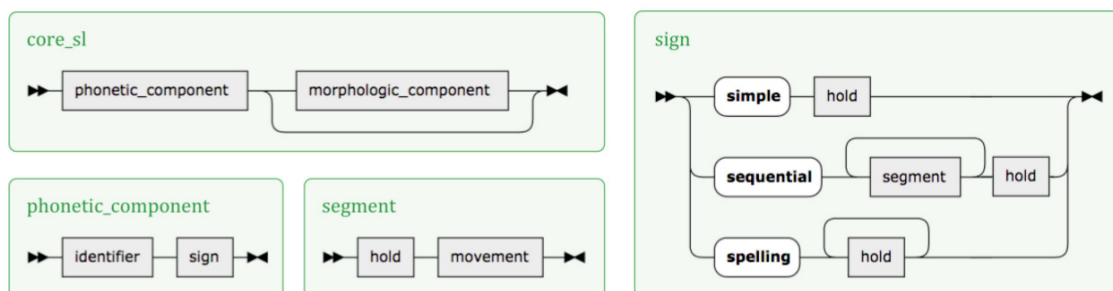 core_sl
phonetic_component morphologic_component
phonetic_component
identifier sign
segment
hold movement
sign
simple hold
sequential segment hold
spelling hold